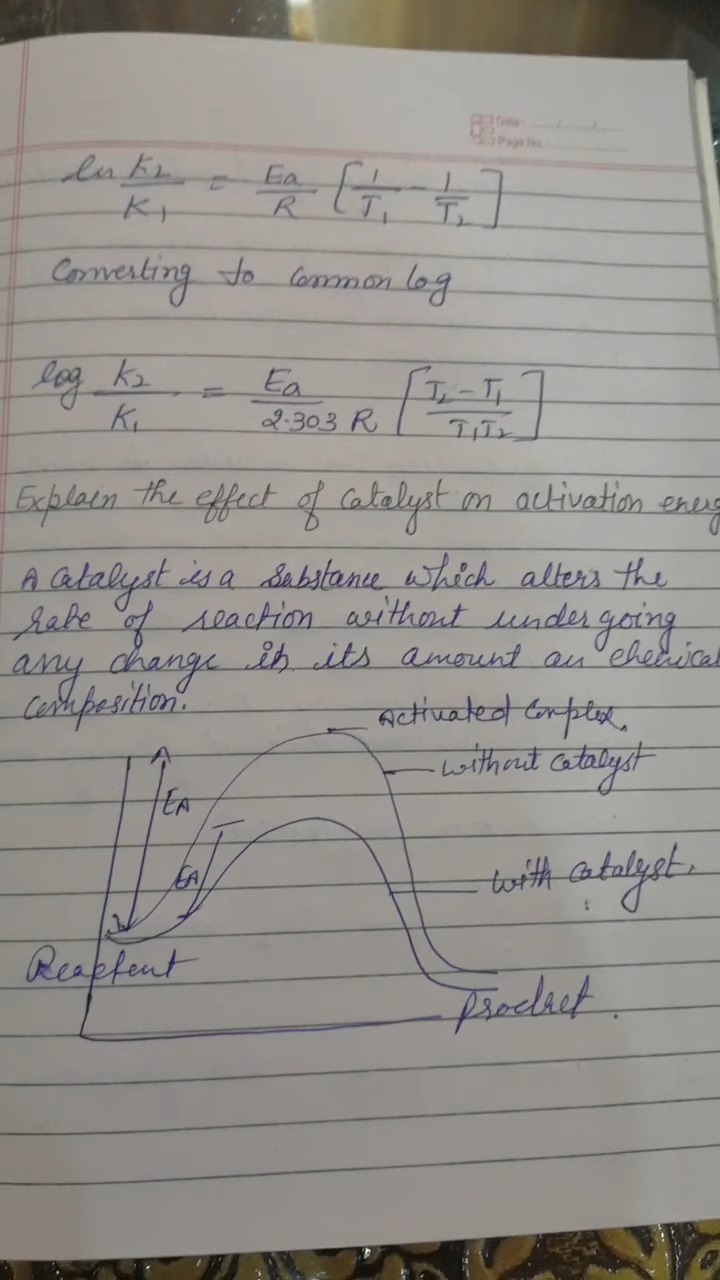 Date / /
Page No.
ln K2/K1 = Ea/R [1/T1 - 1/T2]
Converting to common log
log K2/K1 = Ea/2.303 R [T2 - T1/T1T2]
Explain the effect of catalyst on activation energ
A catalyst is a substance which alters the
rate of reaction without undergoing
any change in its amount an chemical
composition.
Activated Complex.
without catalyst
EA
EA
with catalyst.
Reactent
Product.